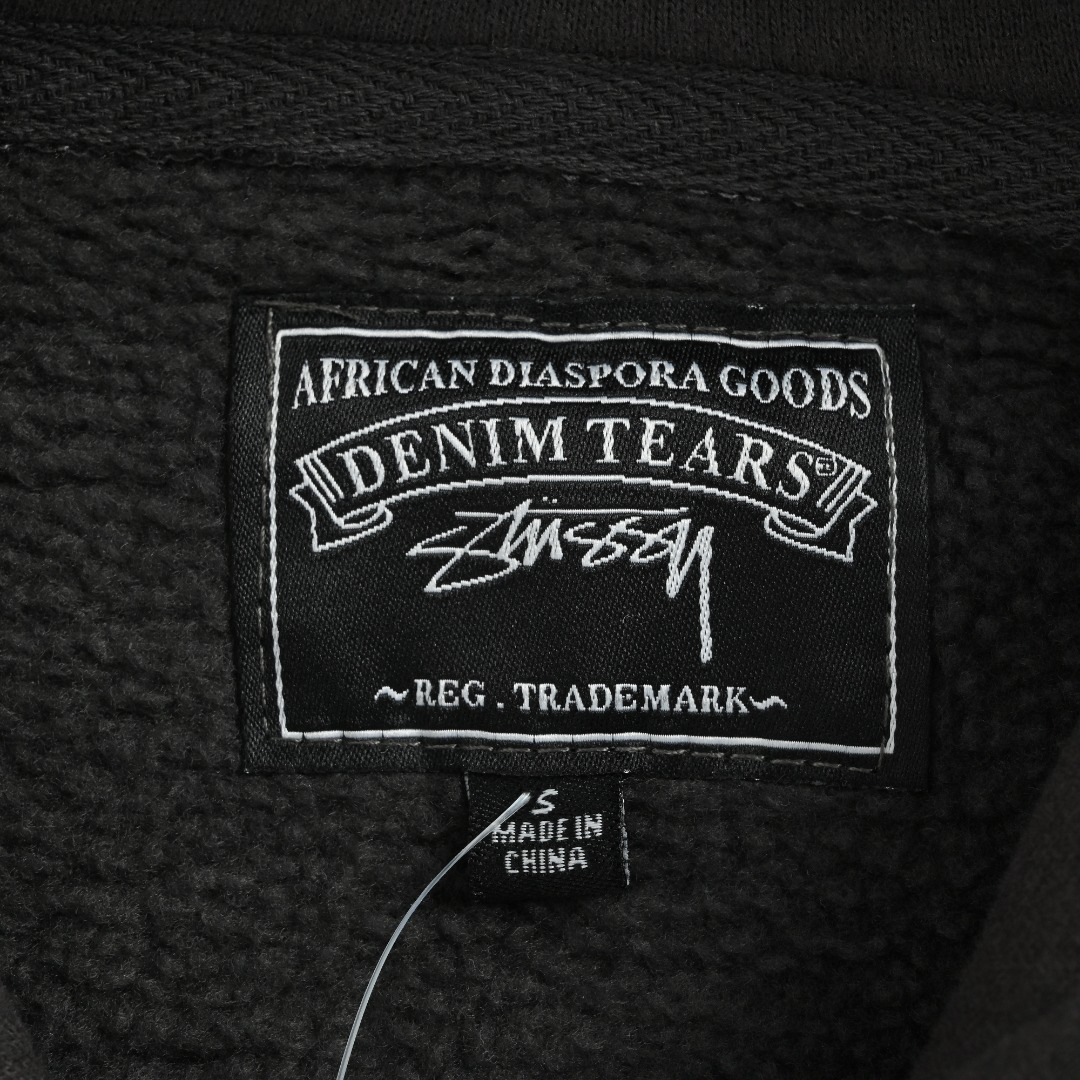 AFRICAN DIASPORA GOODS
DENIM TEARS®
Stüssy
~REG. TRADEMARK~
S
MADE IN
CHINA